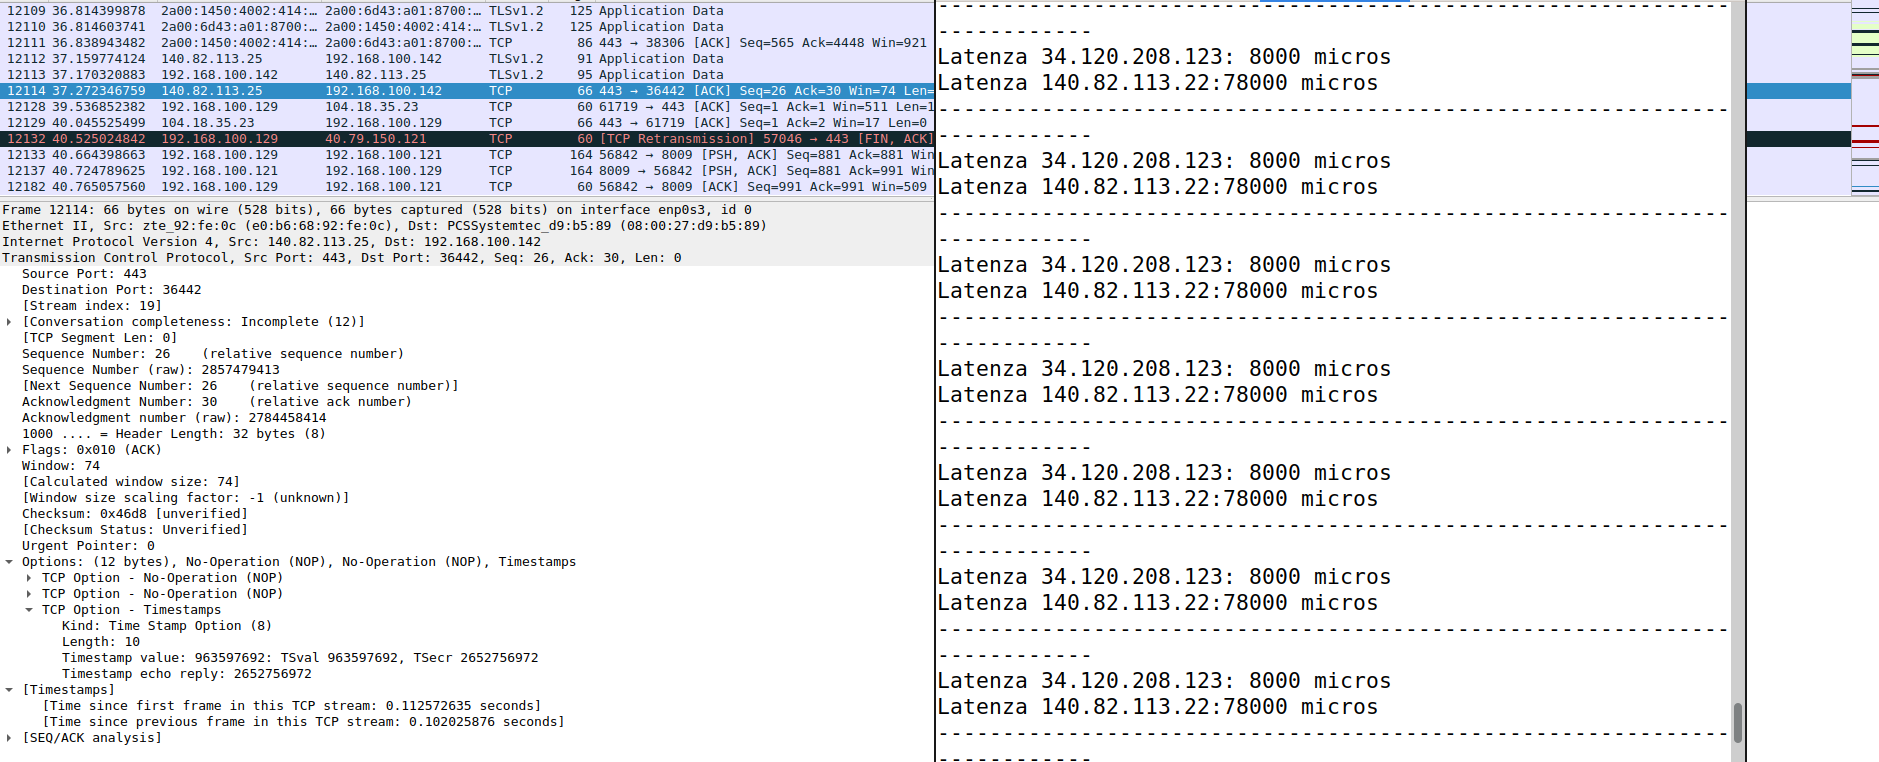 12109 36.814399878 2a00:1450:4002:414:… 2a00:6d43:a01:8700:… TLSv1.2 125 Application Data
12110 36.814603741 2a00:6d43:a01:8700:… 2a00:1450:4002:414:… TLSv1.2 125 Application Data
12111 36.838943482 2a00:1450:4002:414:… 2a00:6d43:a01:8700:… TCP 86 443 → 38306 [ACK] Seq=565 Ack=4448 Win=921
12112 37.159774124 140.82.113.25 192.168.100.142 TLSv1.2 91 Application Data
12113 37.170320883 192.168.100.142 140.82.113.25 TLSv1.2 95 Application Data
12114 37.272346759 140.82.113.25 192.168.100.142 TCP 66 443 → 36442 [ACK] Seq=26 Ack=30 Win=74 Len=
12128 39.536852382 192.168.100.129 104.18.35.23 TCP 60 61719 → 443 [ACK] Seq=1 Ack=1 Win=511 Len=1
12129 40.045525499 104.18.35.23 192.168.100.129 TCP 66 443 → 61719 [ACK] Seq=1 Ack=2 Win=17 Len=0
12132 40.525024842 192.168.100.129 40.79.150.121 TCP 60 [TCP Retransmission] 57046 → 443 [FIN, ACK]
12133 40.664398663 192.168.100.129 192.168.100.121 TCP 164 56842 → 8009 [PSH, ACK] Seq=881 Ack=881 Win
12137 40.724789625 192.168.100.121 192.168.100.129 TCP 164 8009 → 56842 [PSH, ACK] Seq=881 Ack=991 Win
12182 40.765057560 192.168.100.129 192.168.100.121 TCP 60 56842 → 8009 [ACK] Seq=991 Ack=991 Win=509
Frame 12114: 66 bytes on wire (528 bits), 66 bytes captured (528 bits) on interface enp0s3, id 0
Ethernet II, Src: zte_92:fe:0c (e0:b6:68:92:fe:0c), Dst: PCSSystemtec_d9:b5:89 (08:00:27:d9:b5:89)
Internet Protocol Version 4, Src: 140.82.113.25, Dst: 192.168.100.142
Transmission Control Protocol, Src Port: 443, Dst Port: 36442, Seq: 26, Ack: 30, Len: 0
Source Port: 443
Destination Port: 36442
[Stream index: 19]
[Conversation completeness: Incomplete (12)]
[TCP Segment Len: 0]
Sequence Number: 26 (relative sequence number)
Sequence Number (raw): 2857479413
[Next Sequence Number: 26 (relative sequence number)]
Acknowledgment Number: 30 (relative ack number)
Acknowledgment number (raw): 2784458414
1000 .... = Header Length: 32 bytes (8)
Flags: 0x010 (ACK)
Window: 74
[Calculated window size: 74]
[Window size scaling factor: -1 (unknown)]
Checksum: 0x46d8 [unverified]
[Checksum Status: Unverified]
Urgent Pointer: 0
Options: (12 bytes), No-Operation (NOP), No-Operation (NOP), Timestamps
TCP Option - No-Operation (NOP)
TCP Option - No-Operation (NOP)
TCP Option - Timestamps
Kind: Time Stamp Option (8)
Length: 10
Timestamp value: 963597692: TSval 963597692, TSecr 2652756972
Timestamp echo reply: 2652756972
[Timestamps]
[Time since first frame in this TCP stream: 0.112572635 seconds]
[Time since previous frame in this TCP stream: 0.102025876 seconds]
[SEQ/ACK analysis]
-------------------------------------------------------------
------------
Latenza 34.120.208.123: 8000 micros
Latenza 140.82.113.22:78000 micros
-------------------------------------------------------------
------------
Latenza 34.120.208.123: 8000 micros
Latenza 140.82.113.22:78000 micros
-------------------------------------------------------------
------------
Latenza 34.120.208.123: 8000 micros
Latenza 140.82.113.22:78000 micros
-------------------------------------------------------------
------------
Latenza 34.120.208.123: 8000 micros
Latenza 140.82.113.22:78000 micros
-------------------------------------------------------------
------------
Latenza 34.120.208.123: 8000 micros
Latenza 140.82.113.22:78000 micros
-------------------------------------------------------------
------------
Latenza 34.120.208.123: 8000 micros
Latenza 140.82.113.22:78000 micros
-------------------------------------------------------------
------------
Latenza 34.120.208.123: 8000 micros
Latenza 140.82.113.22:78000 micros
-------------------------------------------------------------
------------